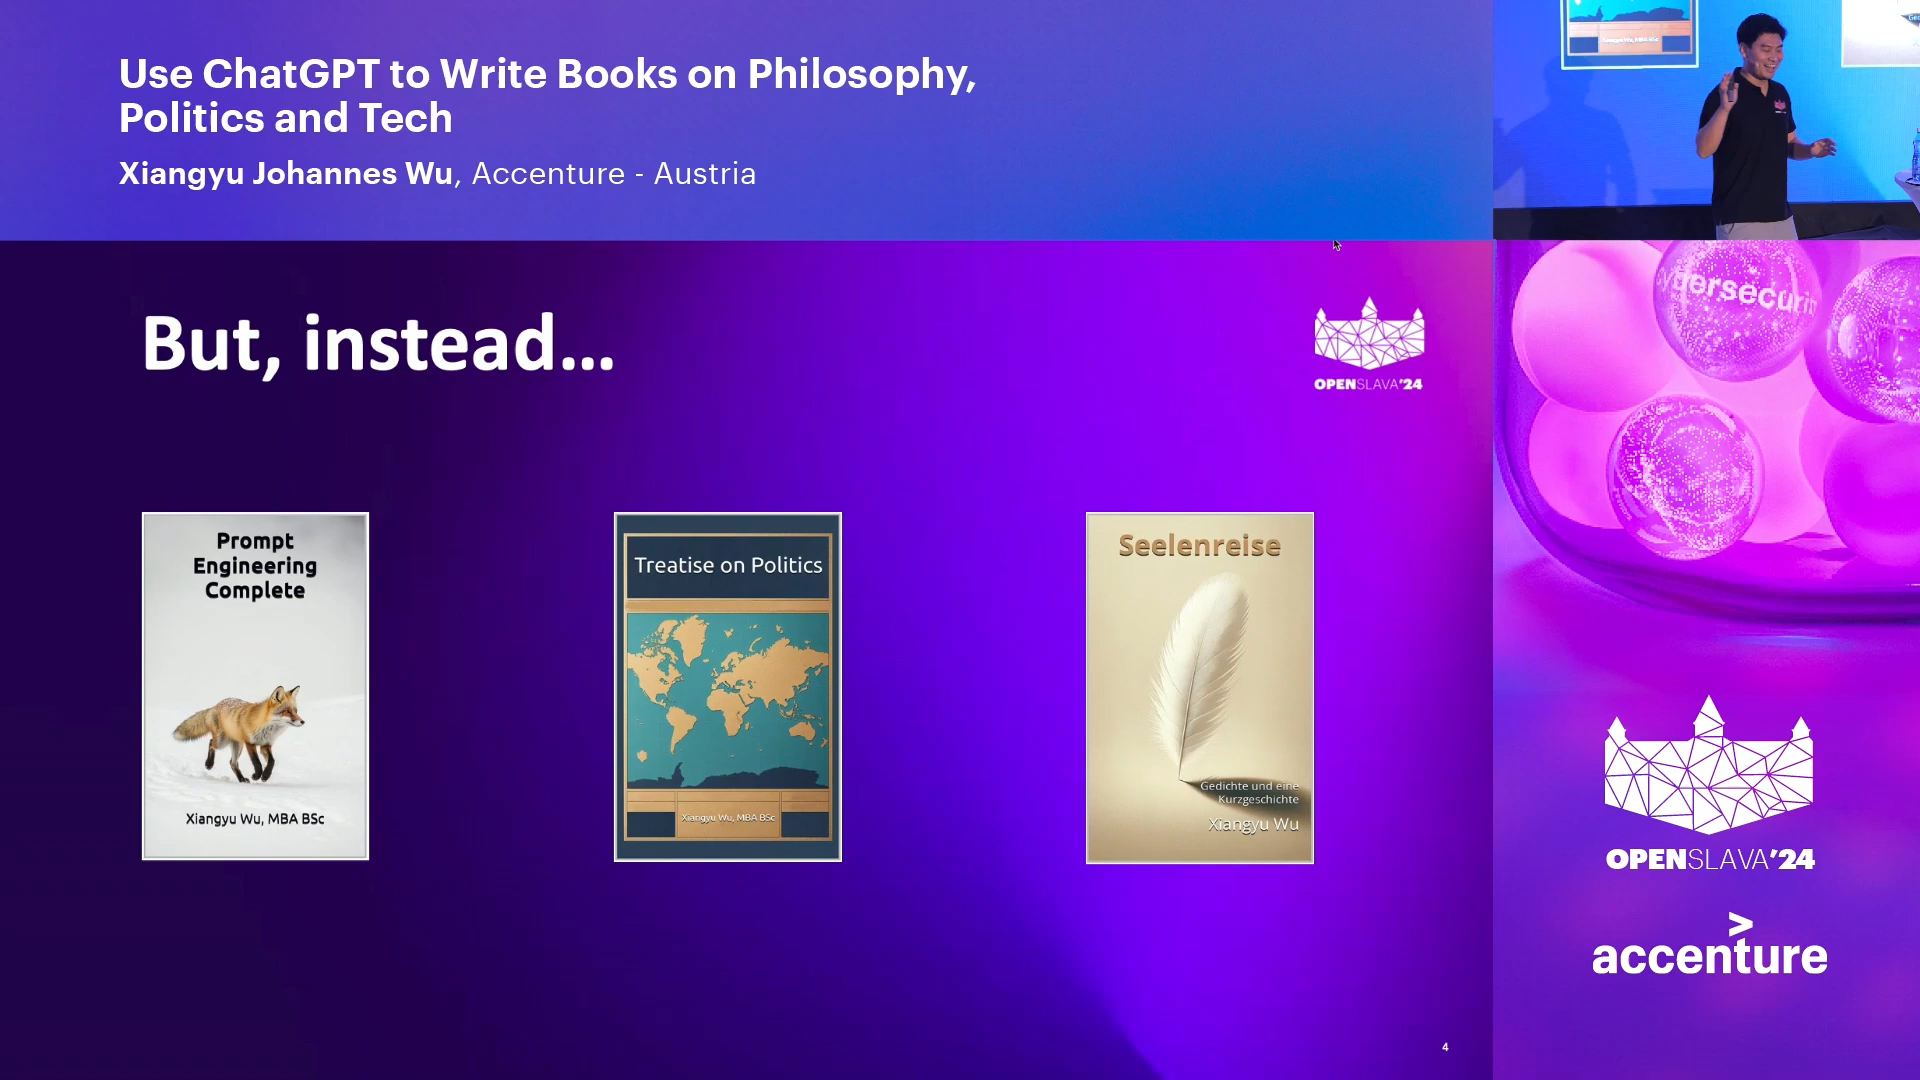 Use ChatGPT to Write Books on Philosophy,
Politics and Tech
Xiangyu Johannes Wu, Accenture - Austria
But, instead...
OPENSLAVA'24
Prompt
Engineering
Complete
Xiangyu Wu, MBA BSc
Treatise on Politics
Xiangyu Wu, MBA BSc
Seelenreise
Gedichte und eine
Kurzgeschichte
Xiangyu Wu
4
OPENSLAVA'24
accenture